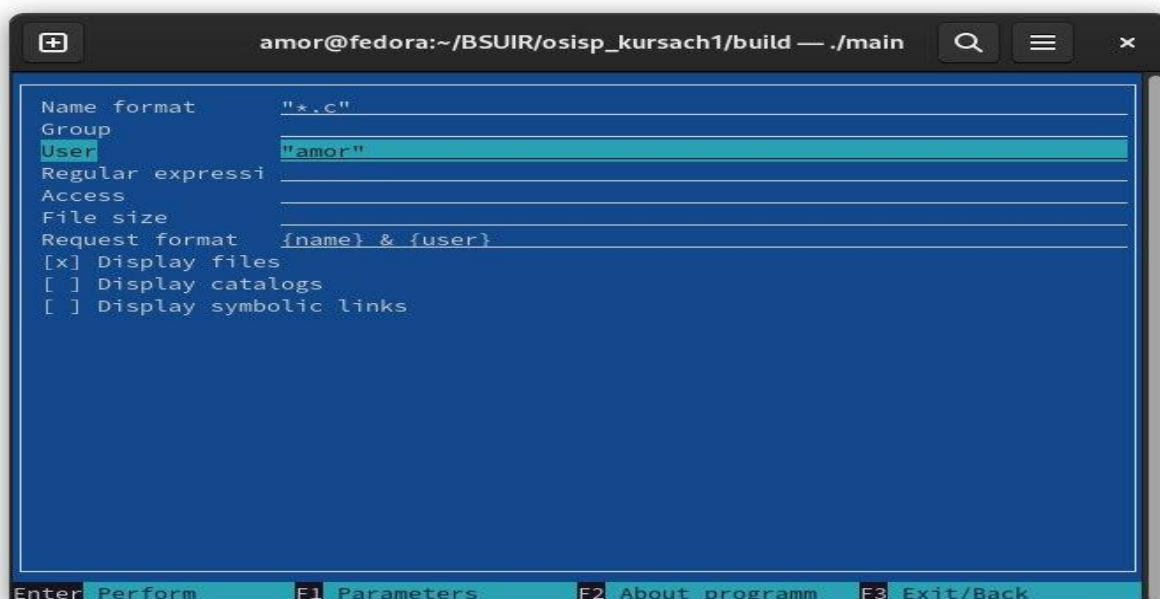 amor@fedora:~/BSUIR/osisp_kursach1/build — ./main
Name format "*.c"
Group
User "amor"
Regular expressi
Access
File size
Request format {name} & {user}
[x] Display files
[ ] Display catalogs
[ ] Display symbolic links
Enter Perform F1 Parameters F2 About programm F3 Exit/Back